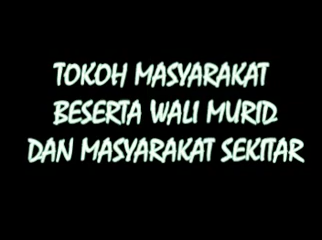 TOKOH MASYARAKAT
BESERTA WALI MURID
DAN MASYARAKAT SEKITAR